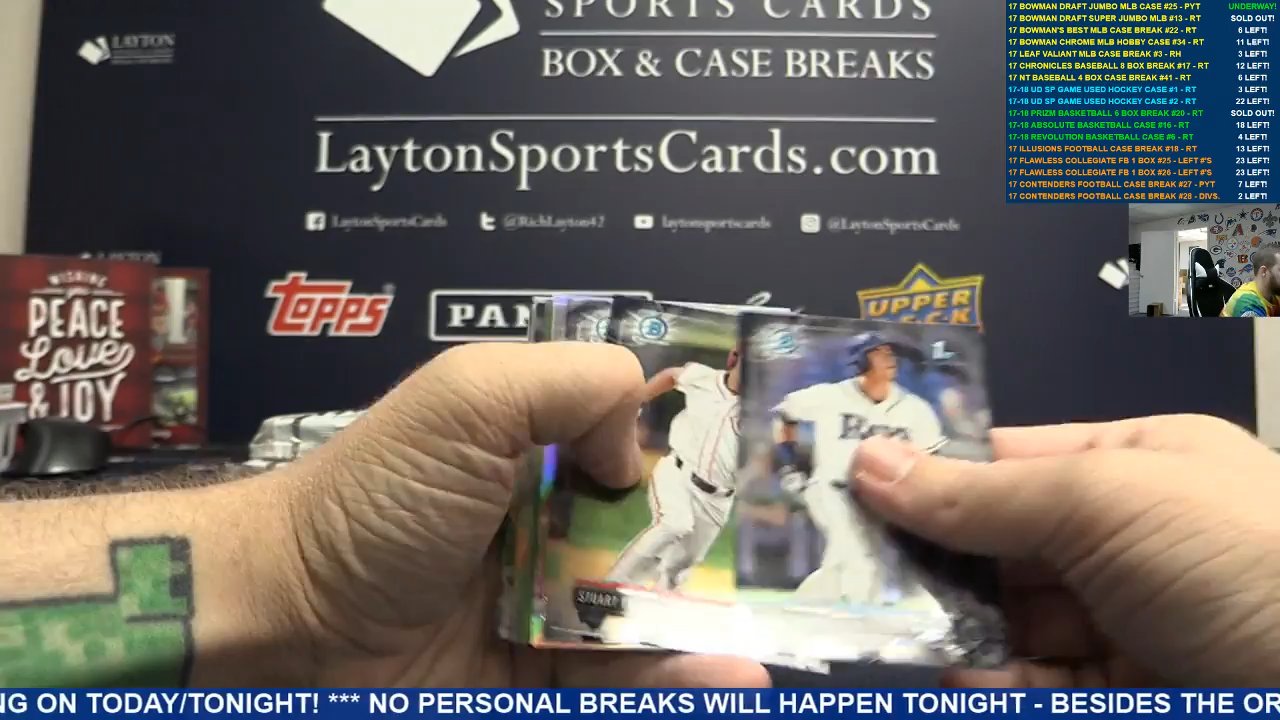 SPORTS CARDS
BOX & CASE BREAKS
LaytonSportsCards.com
LaytonSportsCards
@RichLayton42
laytonsportscards
@LaytonSportsCards
LAYTON
TOPPS
PAN
UPPER
WISHING
PEACE
Love
& JOY
STUART
17 BOWMAN DRAFT JUMBO MLB CASE #25 - PYT UNDERWAY!
17 BOWMAN DRAFT SUPER JUMBO MLB #13 - RT SOLD OUT!
17 BOWMAN'S BEST MLB CASE BREAK #22 - RT 6 LEFT!
17 BOWMAN CHROME MLB HOBBY CASE #34 - RT 11 LEFT!
17 LEAF VALIANT MLB CASE BREAK #3 - RH 3 LEFT!
17 CHRONICLES BASEBALL 8 BOX BREAK #17 - RT 12 LEFT!
17 NT BASEBALL 4 BOX CASE BREAK #41 - RT 6 LEFT!
17-18 UD SP GAME USED HOCKEY CASE #1 - RT 3 LEFT!
17-18 UD SP GAME USED HOCKEY CASE #2 - RT 22 LEFT!
17-18 PRIZM BASKETBALL 6 BOX BREAK #20 - RT SOLD OUT!
17-18 ABSOLUTE BASKETBALL CASE #16 - RT 18 LEFT!
17-18 REVOLUTION BASKETBALL CASE #6 - RT 4 LEFT!
17 ILLUSIONS FOOTBALL CASE BREAK #18 - RT 13 LEFT!
17 FLAWLESS COLLEGIATE FB 1 BOX #25 - LEFT #'S 23 LEFT!
17 FLAWLESS COLLEGIATE FB 1 BOX #26 - LEFT #'S 23 LEFT!
17 CONTENDERS FOOTBALL CASE BREAK #27 - PYT 7 LEFT!
17 CONTENDERS FOOTBALL CASE BREAK #28 - DIVS. 2 LEFT!
NG ON TODAY/TONIGHT! *** NO PERSONAL BREAKS WILL HAPPEN TONIGHT - BESIDES THE OR